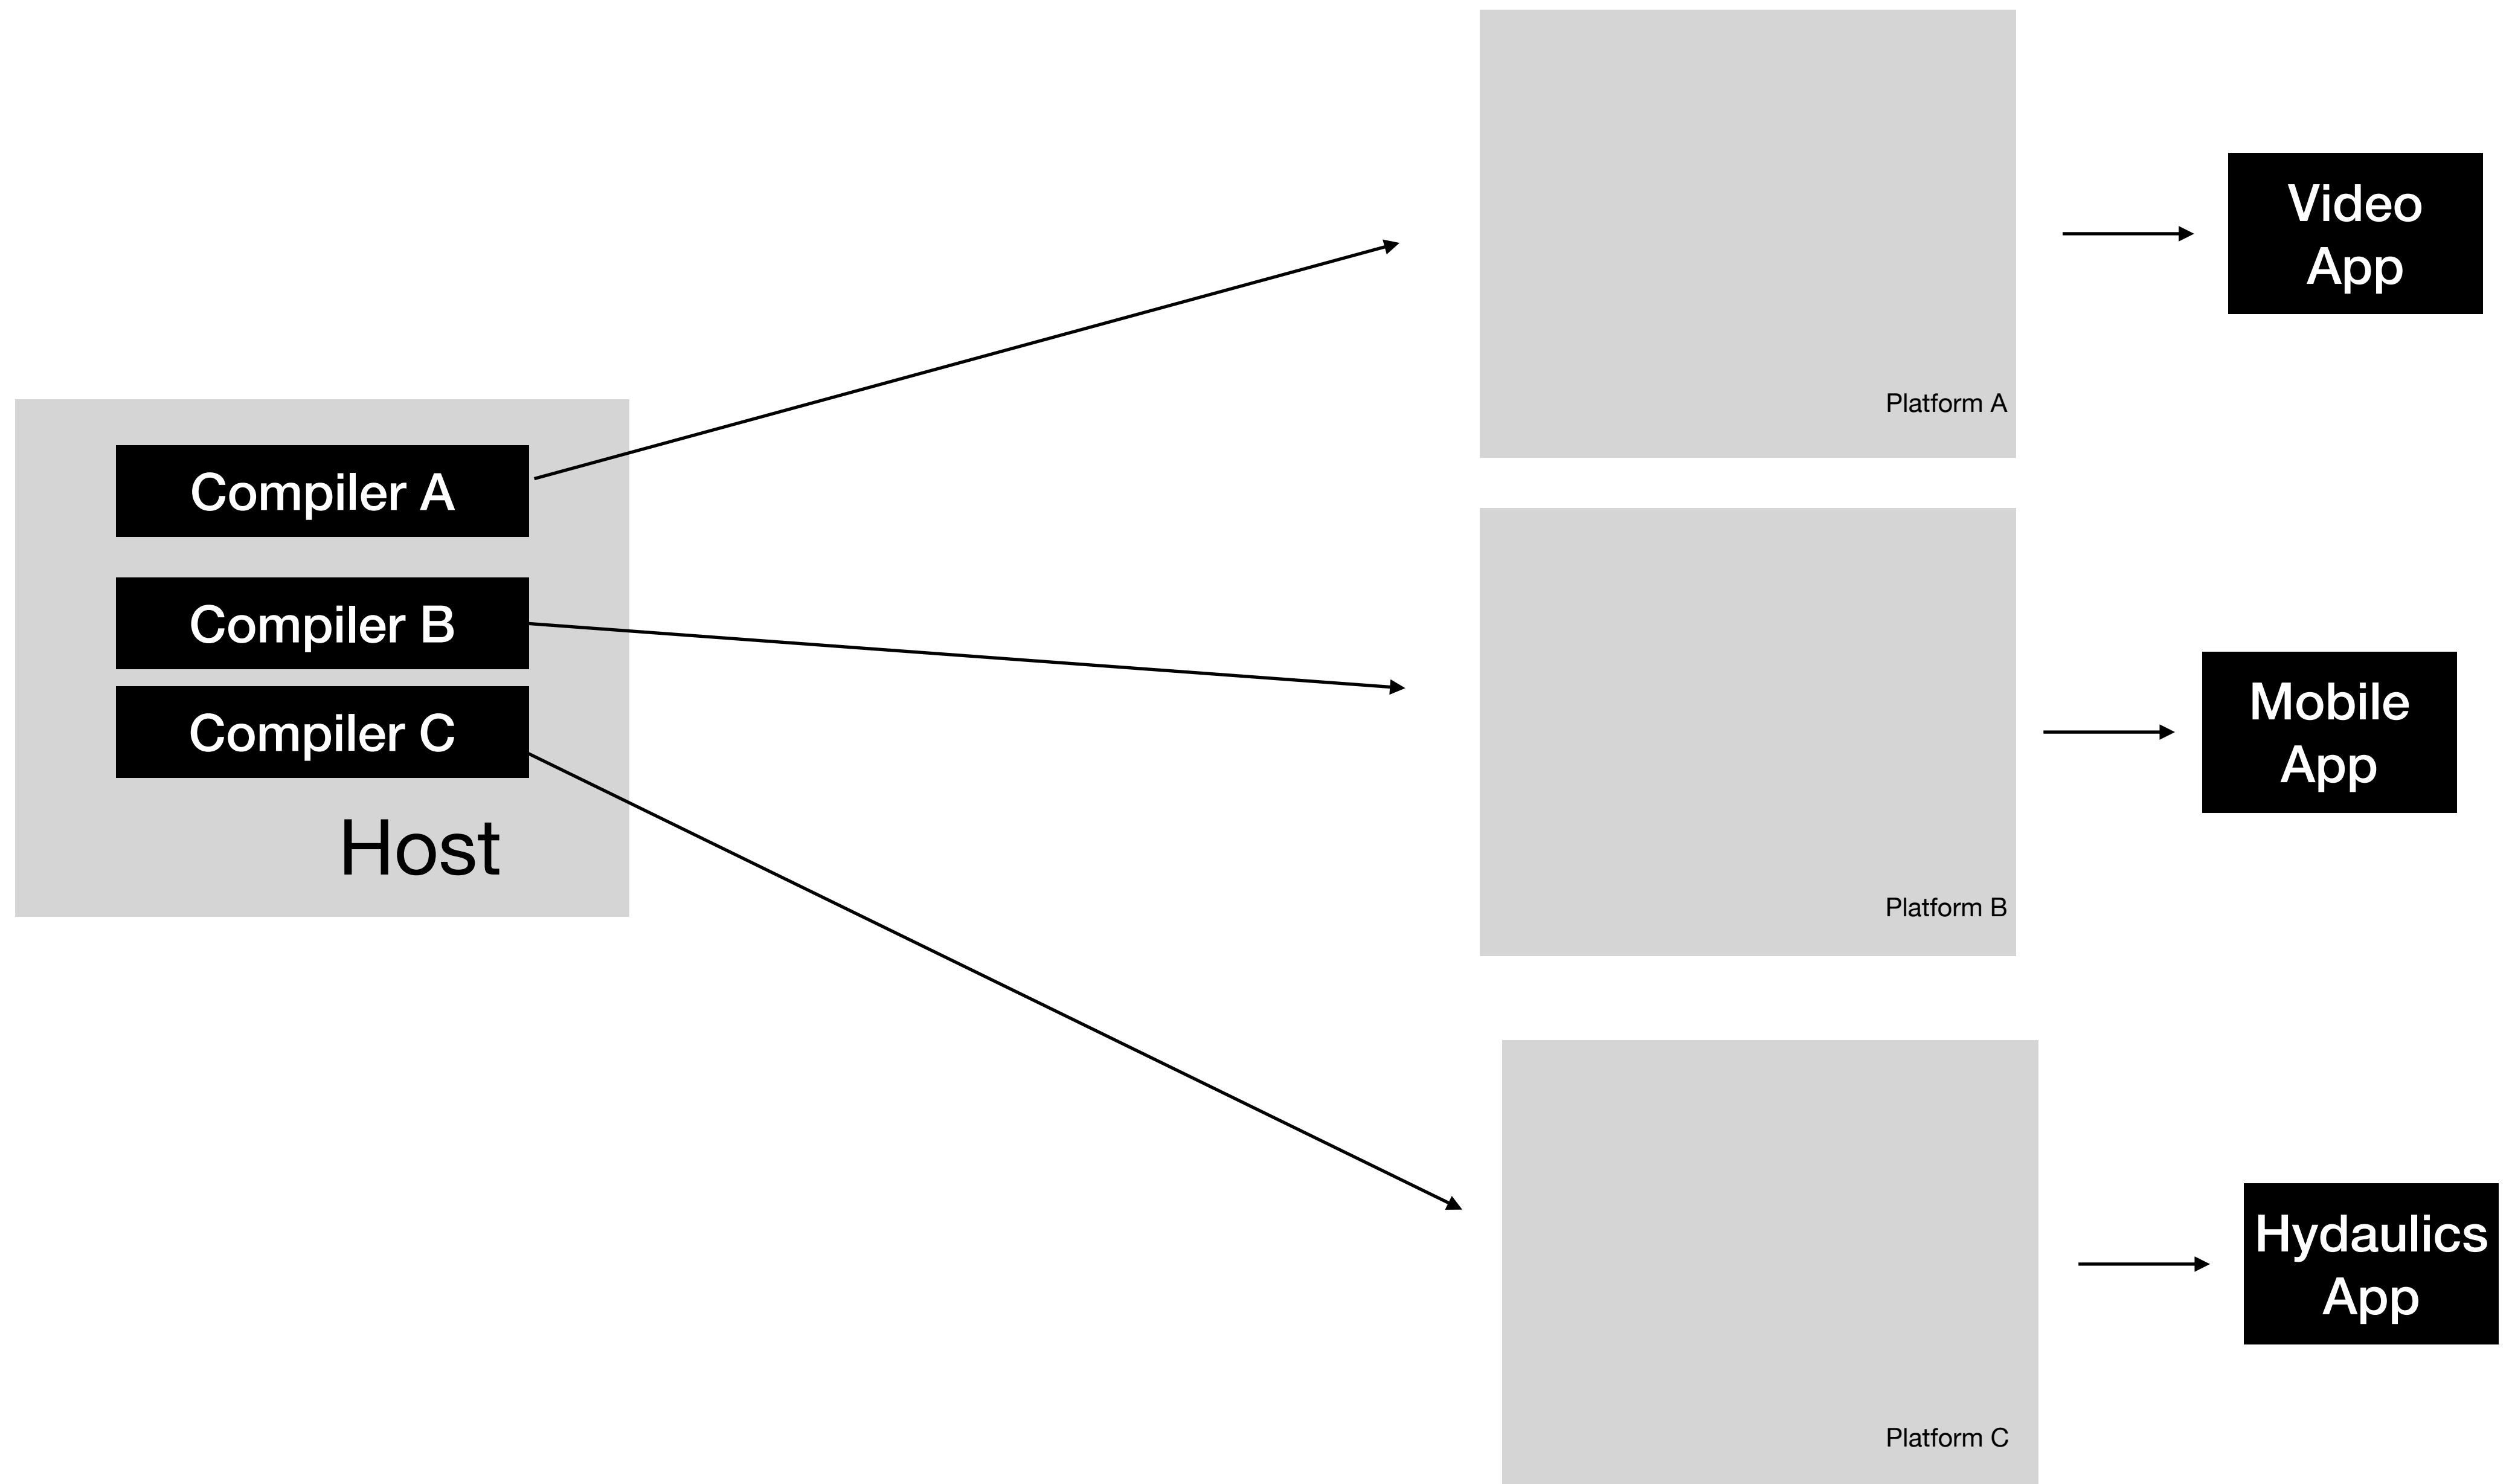 Compiler A
Compiler B
Compiler C
Host
Platform A
Video
App
Platform B
Mobile
App
Platform C
Hydaulics
App